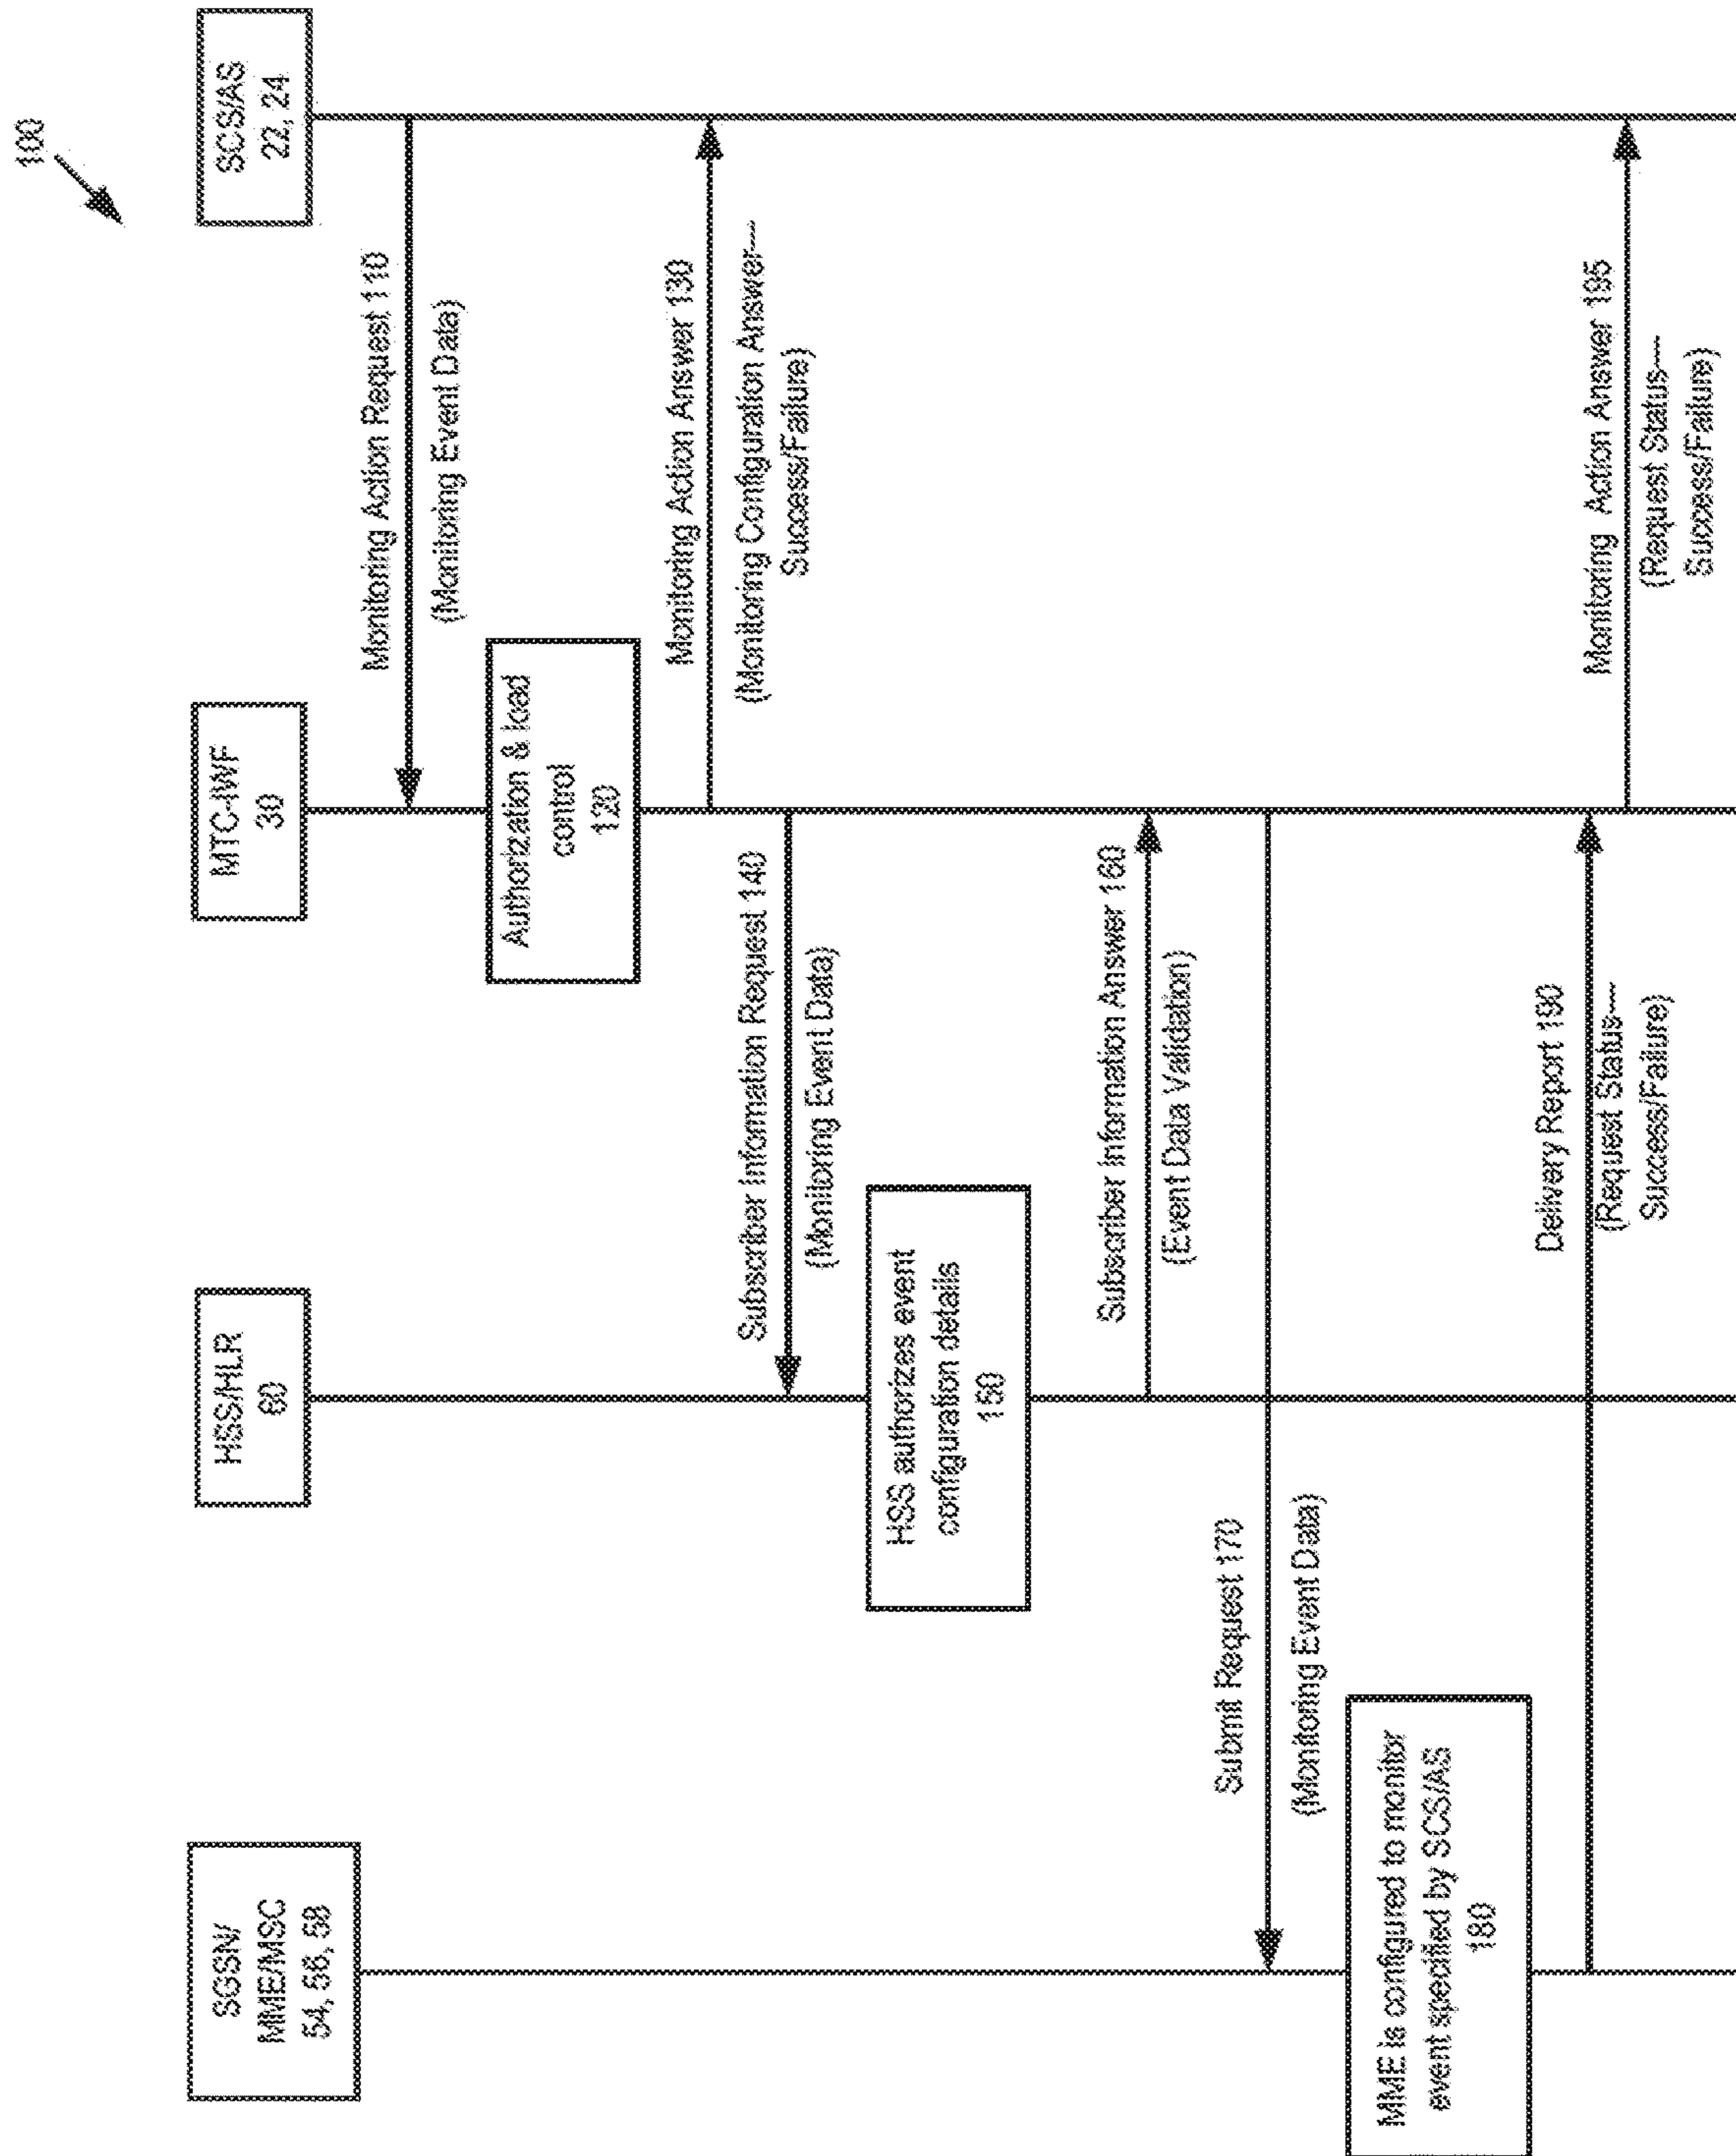 100
SGSN/
MME/MSC
54, 56, 58
HSS/HLR
60
MTC-IWF
30
SCS/AS
22, 24
Monitoring Action Request 110
(Monitoring Event Data)
Authorization & load
control
120
Monitoring Action Answer 130
(Monitoring Configuration Answer—
Success/Failure)
Subscriber Information Request 140
(Monitoring Event Data)
HSS authorizes event
configuration details
150
Subscriber Information Answer 160
(Event Data Validation)
Submit Request 170
(Monitoring Event Data)
MME is configured to monitor
event specified by SCS/AS
180
Delivery Report 190
(Request Status—
Success/Failure)
Monitoring Action Answer 195
(Request Status—
Success/Failure)